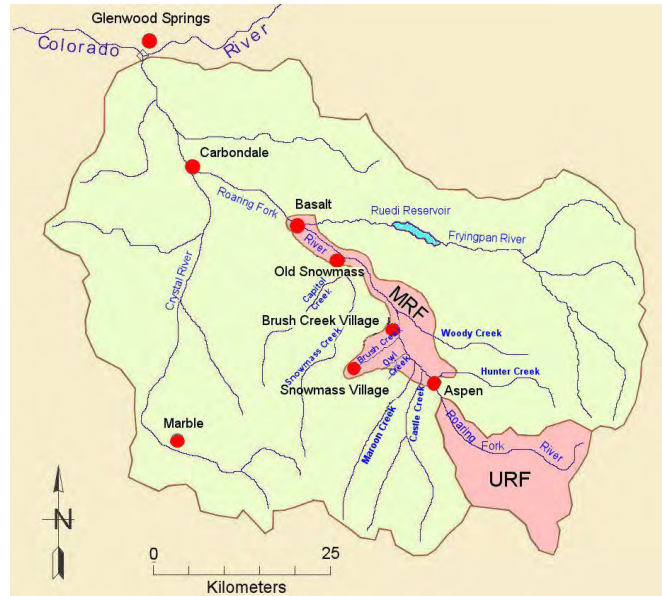 Glenwood Springs
Colorado River
Carbondale
Roaring Fork
River
Basalt
Ruedi Reservoir
Fryingpan River
Old Snowmass
Capitol
Creek
Crystal River
MRF
Brush Creek Village
Woody Creek
Brush Creek
Owl
Creek
Snowmass Creek
Snowmass Village
Hunter Creek
Aspen
Maroon Creek
Castle Creek
Roaring
Fork
River
Marble
URF
N
0 25
Kilometers